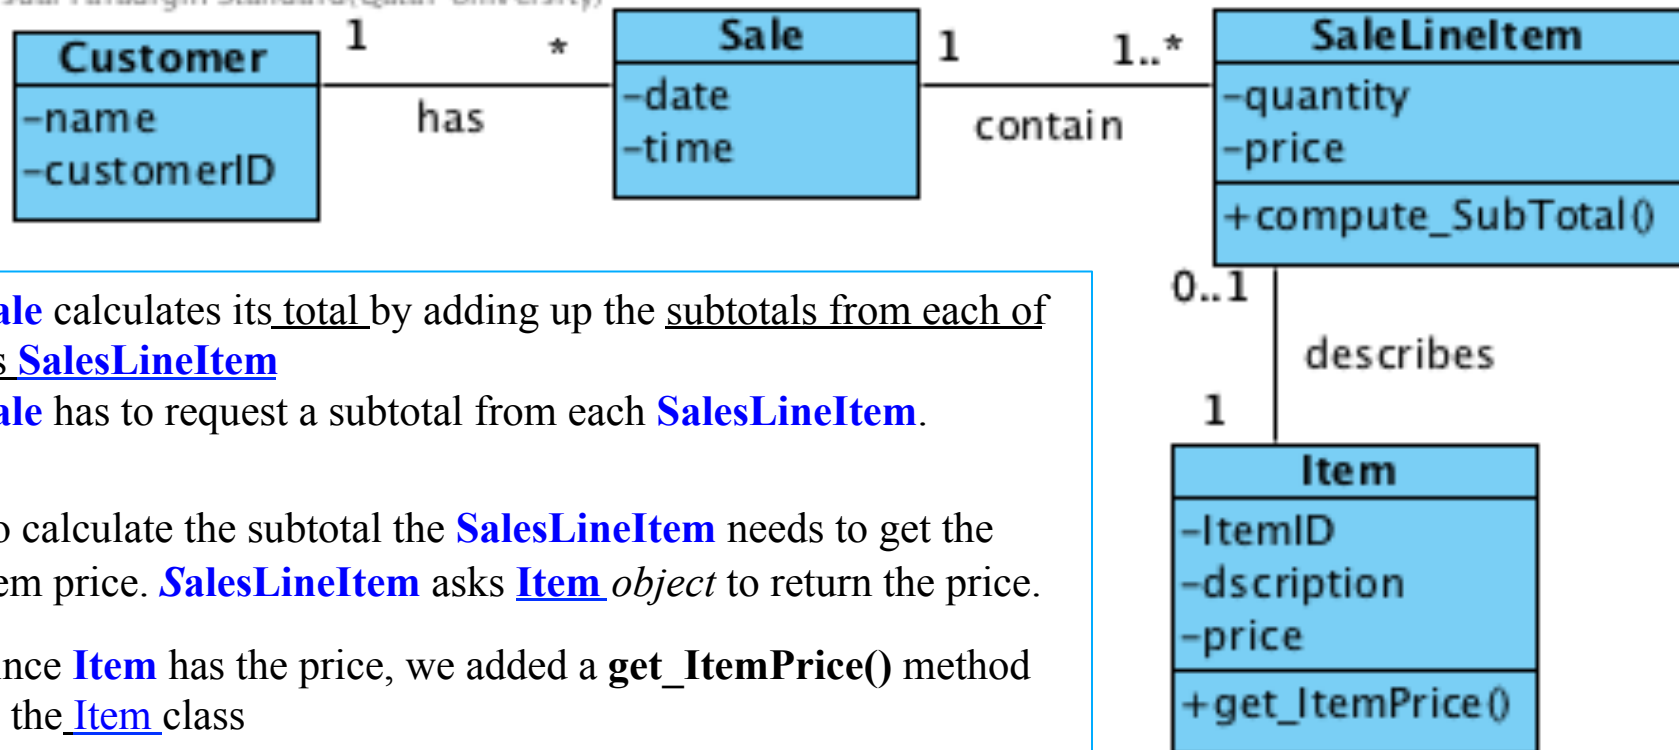 Customer
-name
-customerID
1
*
has
Sale
-date
-time
1
1..*
contain
SaleLineItem
-quantity
-price
+compute_SubTotal()
0..1
describes
1
Item
-ItemID
-dscription
-price
+get_ItemPrice()
ale calculates its total by adding up the subtotals from each of
s SalesLineItem
ale has to request a subtotal from each SalesLineItem.
o calculate the subtotal the SalesLineItem needs to get the
em price. SalesLineItem asks Item object to return the price.
nce Item has the price, we added a get_ItemPrice() method
the Item class